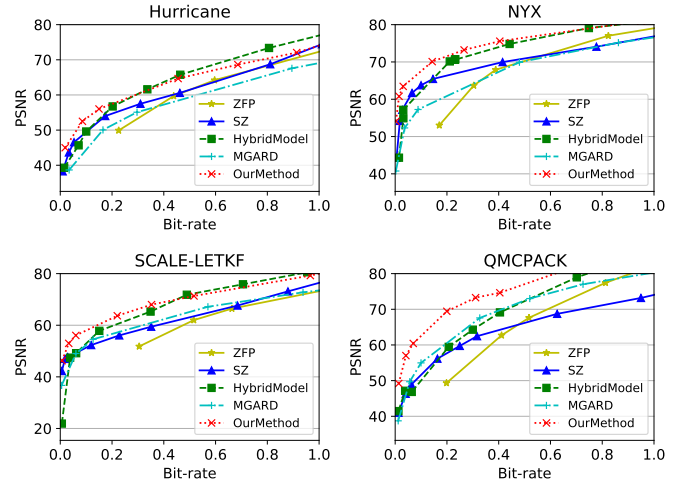 Hurricane
PSNR
80
70
60
50
40
0.0 0.2 0.4 0.6 0.8 1.0
Bit-rate
ZFP
SZ
HybridModel
MGARD
OurMethod
NYX
PSNR
80
70
60
50
40
0.0 0.2 0.4 0.6 0.8 1.0
Bit-rate
ZFP
SZ
HybridModel
MGARD
OurMethod
SCALE-LETKF
PSNR
80
60
40
20
0.0 0.2 0.4 0.6 0.8 1.0
Bit-rate
ZFP
SZ
HybridModel
MGARD
OurMethod
QMCPACK
PSNR
80
70
60
50
40
0.0 0.2 0.4 0.6 0.8 1.0
Bit-rate
ZFP
SZ
HybridModel
MGARD
OurMethod